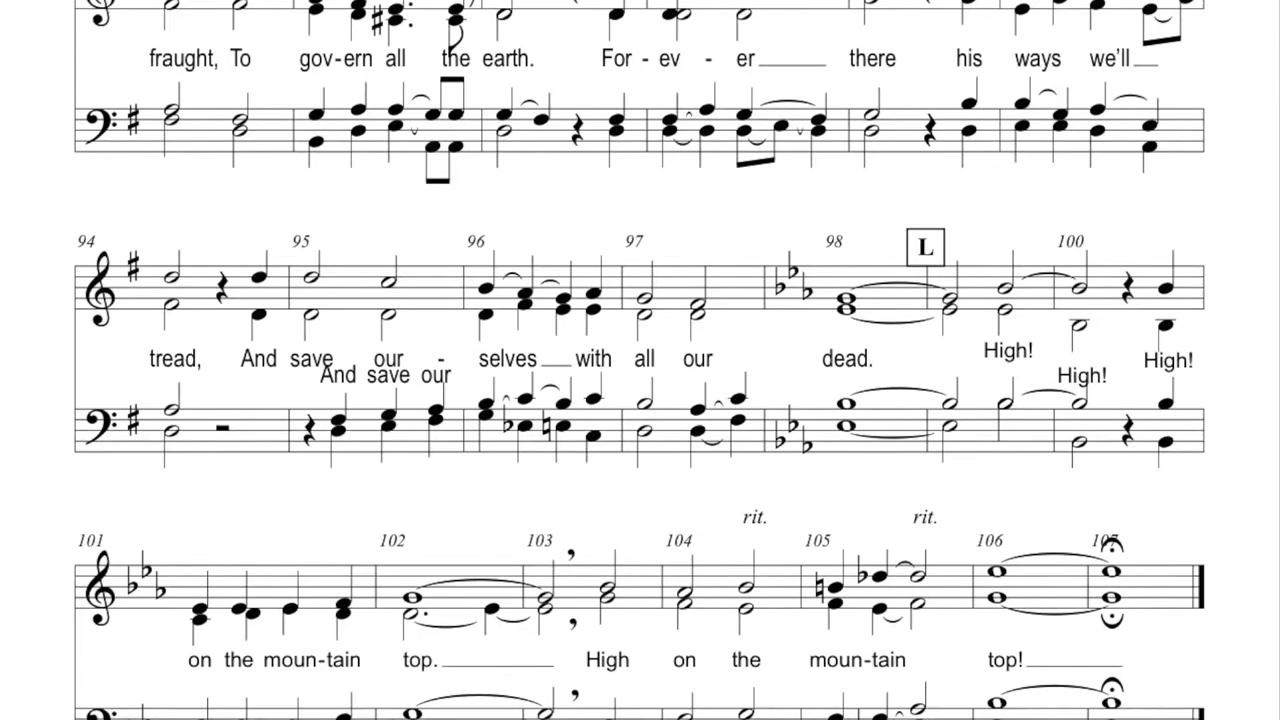 fraught, To gov-ern all the earth. For - ev - er there his ways we'll
94 95 96 97 98 L 100
tread, And save our - selves with all our dead. High! High!
And save our High!
rit. rit.
101 102 103 104 105 106 107
on the moun-tain top. High on the moun-tain top!